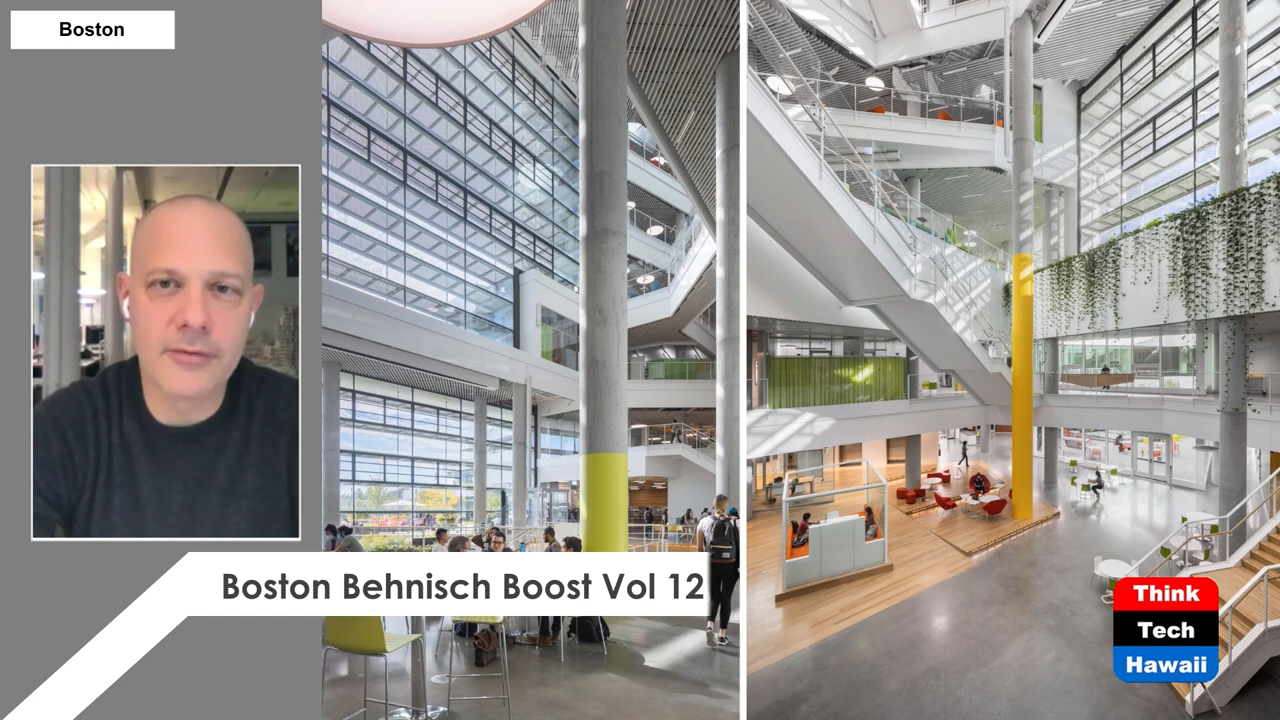 Boston
Boston Behnisch Boost Vol 12
Think
Tech
Hawaii